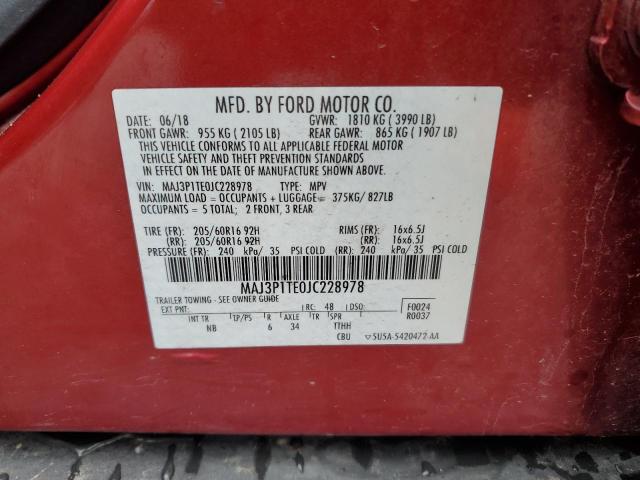 MFD. BY FORD MOTOR CO.
DATE: 06/18 GVWR: 1810 KG ( 3990 LB)
FRONT GAWR: 955 KG ( 2105 LB) REAR GAWR: 865 KG ( 1907 LB)
THIS VEHICLE CONFORMS TO ALL APPLICABLE FEDERAL MOTOR
VEHICLE SAFETY AND THEFT PREVENTION STANDARDS
IN EFFECT ON THE DATE OF MANUFACTURE SHOWN ABOVE
VIN: MAJ3P1TE0JC228978 TYPE: MPV
MAXIMUM LOAD = OCCUPANTS + LUGGAGE = 375KG/ 827LB
OCCUPANTS = 5 TOTAL; 2 FRONT, 3 REAR
TIRE (FR): 205/60R16 92H RIMS (FR): 16x6.5J
(RR): 205/60R16 92H (RR): 16x6.5J
PRESSURE (FR): 240 kPa/ 35 PSI COLD (RR): 240 kPa/ 35 PSI COLD
MAJ3P1TE0JC228978
TRAILER TOWING - SEE OWNER GUIDE
EXT PNT: RC: 48 DSO: F0024
R0037
INT TR TP/PS R AXLE TR SPR
NB 6 34 TTHH
CBU ▽5U5A-5420472-AA